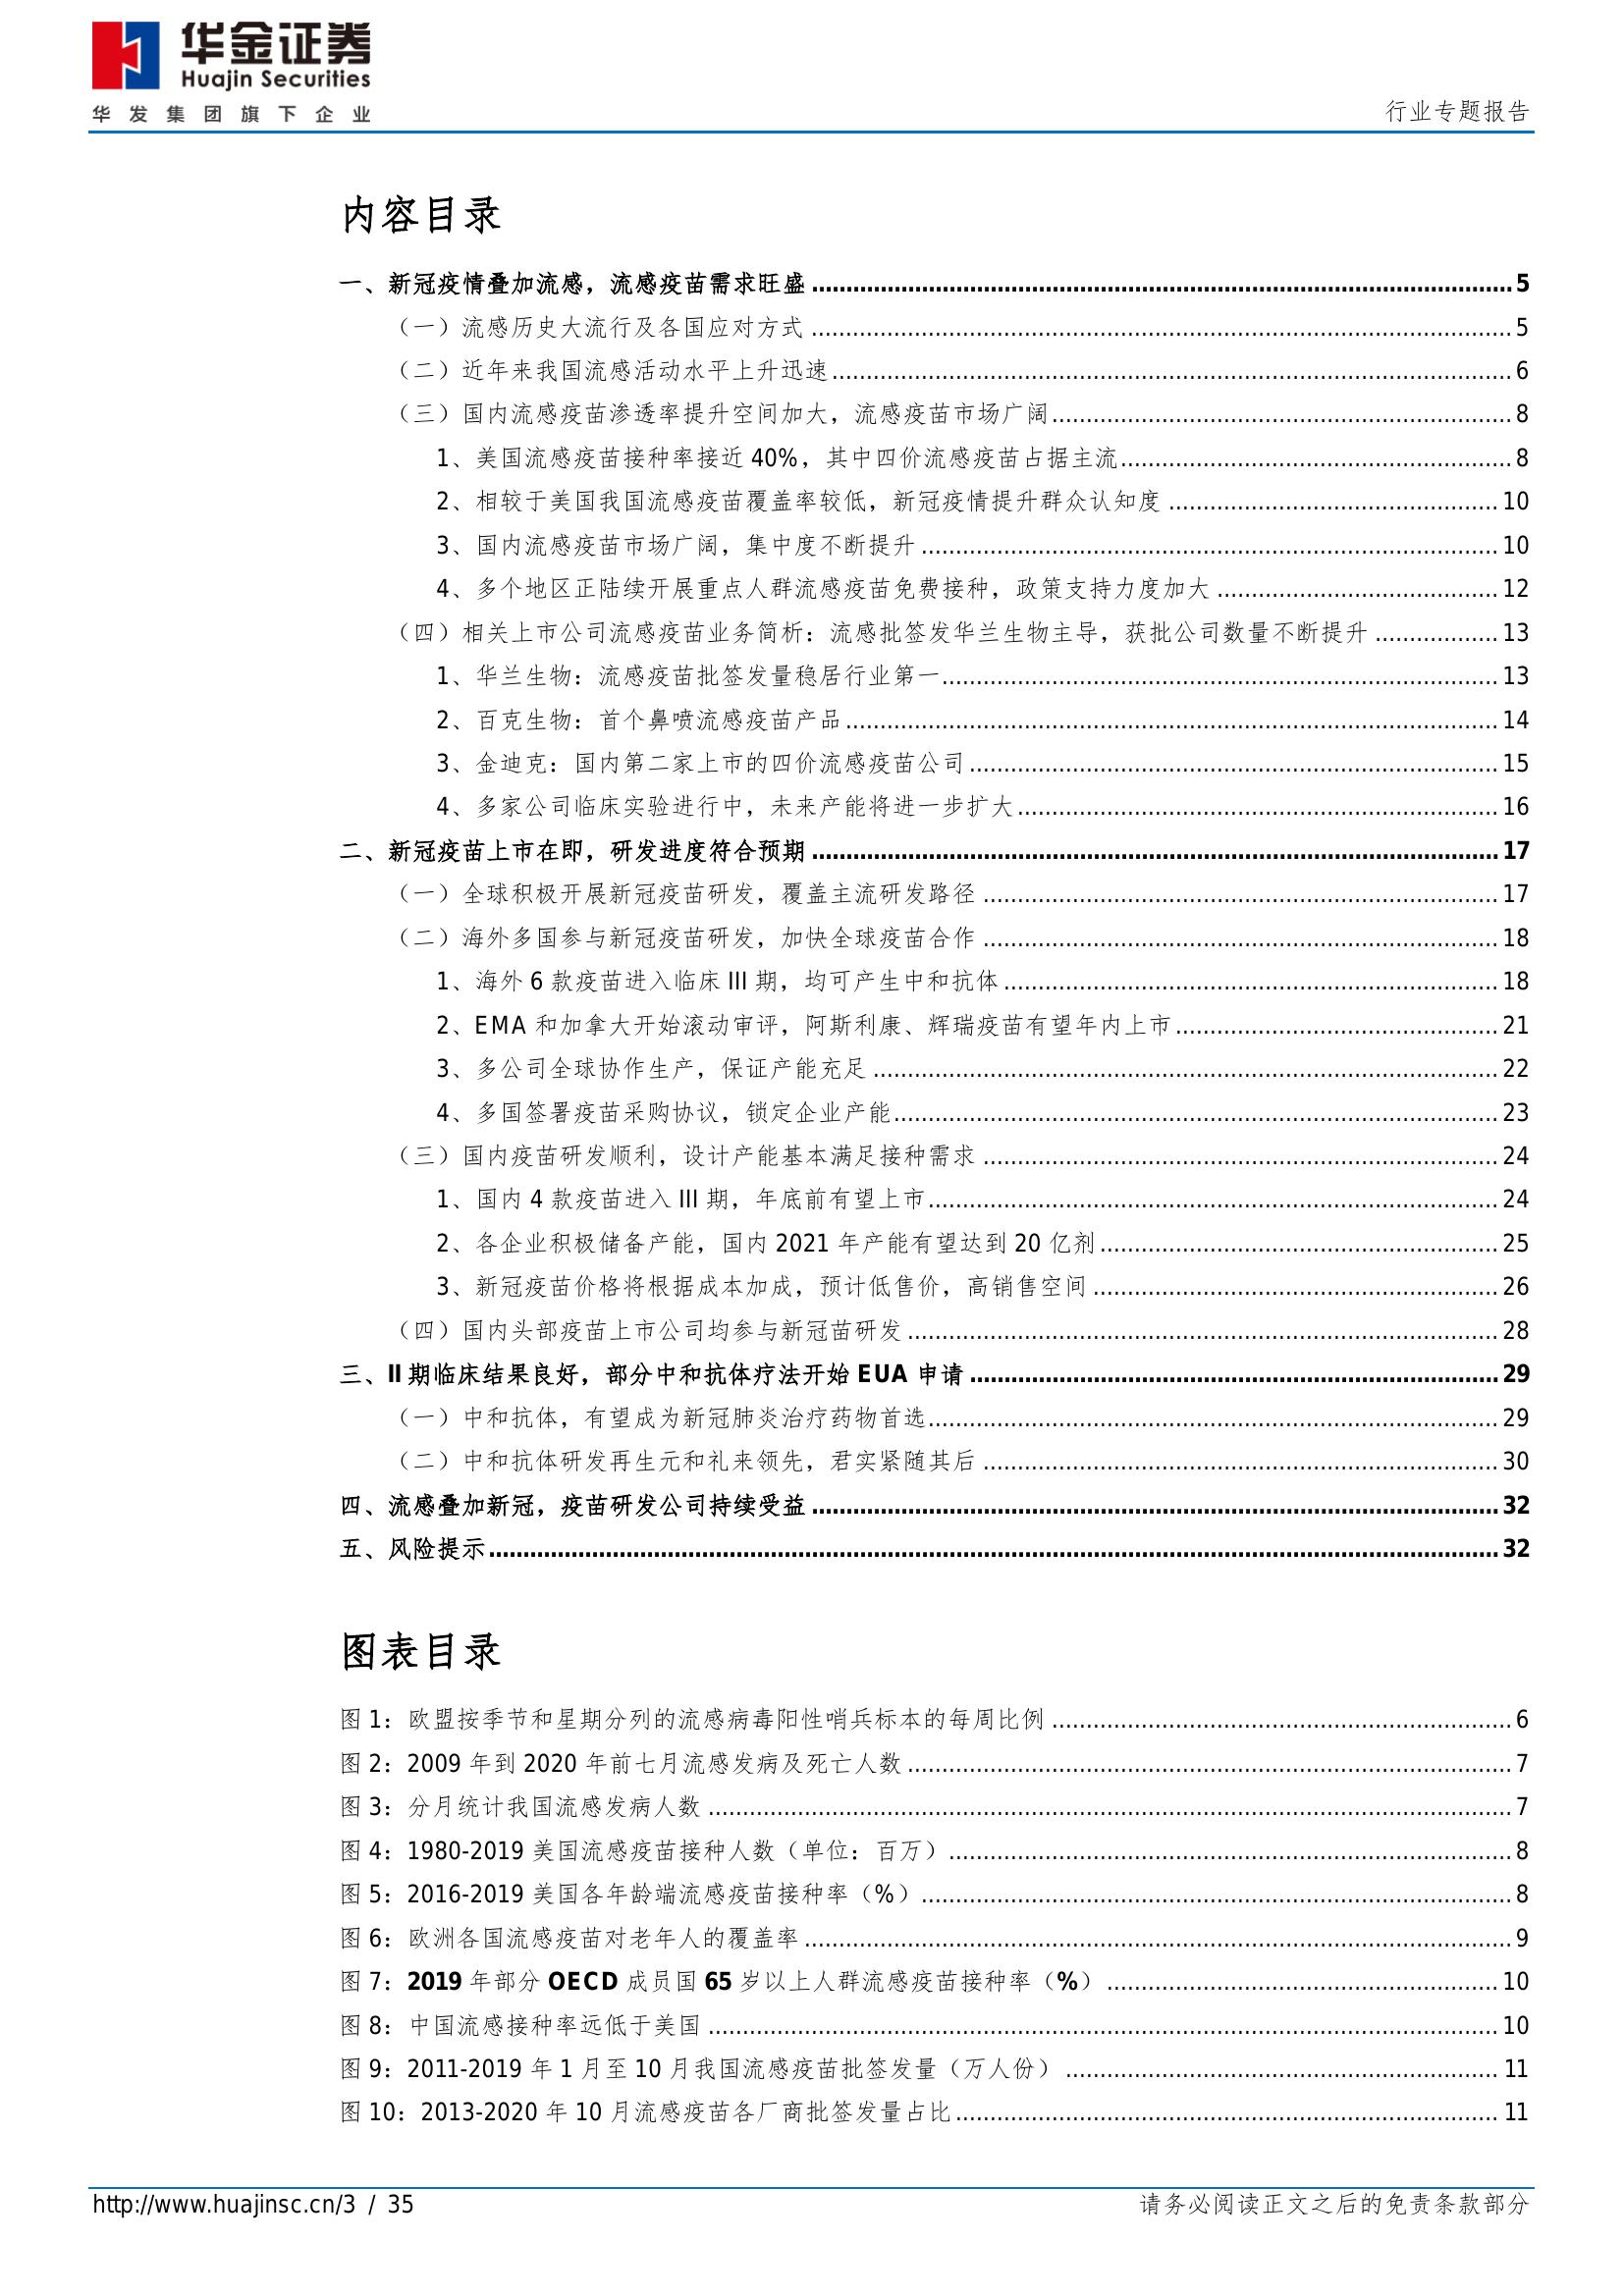 华金证券
Huajin Securities
华发集团旗下企业
行业专题报告
内容目录
一、新冠疫情叠加流感，流感疫苗需求旺盛 5
（一）流感历史大流行及各国应对方式 5
（二）近年来我国流感活动水平上升迅速 6
（三）国内流感疫苗渗透率提升空间加大，流感疫苗市场广阔 8
1、美国流感疫苗接种率接近 40%，其中四价流感疫苗占据主流 8
2、相较于美国我国流感疫苗覆盖率较低，新冠疫情提升群众认知度 10
3、国内流感疫苗市场广阔，集中度不断提升 10
4、多个地区正陆续开展重点人群流感疫苗免费接种，政策支持力度加大 12
（四）相关上市公司流感疫苗业务简析：流感批签发华兰生物主导，获批公司数量不断提升 13
1、华兰生物：流感疫苗批签发量稳居行业第一 13
2、百克生物：首个鼻喷流感疫苗产品 14
3、金迪克：国内第二家上市的四价流感疫苗公司 15
4、多家公司临床实验进行中，未来产能将进一步扩大 16
二、新冠疫苗上市在即，研发进度符合预期 17
（一）全球积极开展新冠疫苗研发，覆盖主流研发路径 17
（二）海外多国参与新冠疫苗研发，加快全球疫苗合作 18
1、海外 6 款疫苗进入临床 III 期，均可产生中和抗体 18
2、EMA 和加拿大开始滚动审评，阿斯利康、辉瑞疫苗有望年内上市 21
3、多公司全球协作生产，保证产能充足 22
4、多国签署疫苗采购协议，锁定企业产能 23
（三）国内疫苗研发顺利，设计产能基本满足接种需求 24
1、国内 4 款疫苗进入 III 期，年底前有望上市 24
2、各企业积极储备产能，国内 2021 年产能有望达到 20 亿剂 25
3、新冠疫苗价格将根据成本加成，预计低售价，高销售空间 26
（四）国内头部疫苗上市公司均参与新冠苗研发 28
三、II 期临床结果良好，部分中和抗体疗法开始 EUA 申请 29
（一）中和抗体，有望成为新冠肺炎治疗药物首选 29
（二）中和抗体研发再生元和礼来领先，君实紧随其后 30
四、流感叠加新冠，疫苗研发公司持续受益 32
五、风险提示 32
图表目录
图 1：欧盟按季节和星期分列的流感病毒阳性哨兵标本的每周比例 6
图 2：2009 年到 2020 年前七月流感发病及死亡人数 7
图 3：分月统计我国流感发病人数 7
图 4：1980-2019 美国流感疫苗接种人数（单位：百万） 8
图 5：2016-2019 美国各年龄端流感疫苗接种率（%） 8
图 6：欧洲各国流感疫苗对老年人的覆盖率 9
图 7：2019 年部分 OECD 成员国 65 岁以上人群流感疫苗接种率（%） 10
图 8：中国流感接种率远低于美国 10
图 9：2011-2019 年 1 月至 10 月我国流感疫苗批签发量（万人份） 11
图 10：2013-2020 年 10 月流感疫苗各厂商批签发量占比 11
http://www.huajinsc.cn/3 / 35
请务必阅读正文之后的免责条款部分